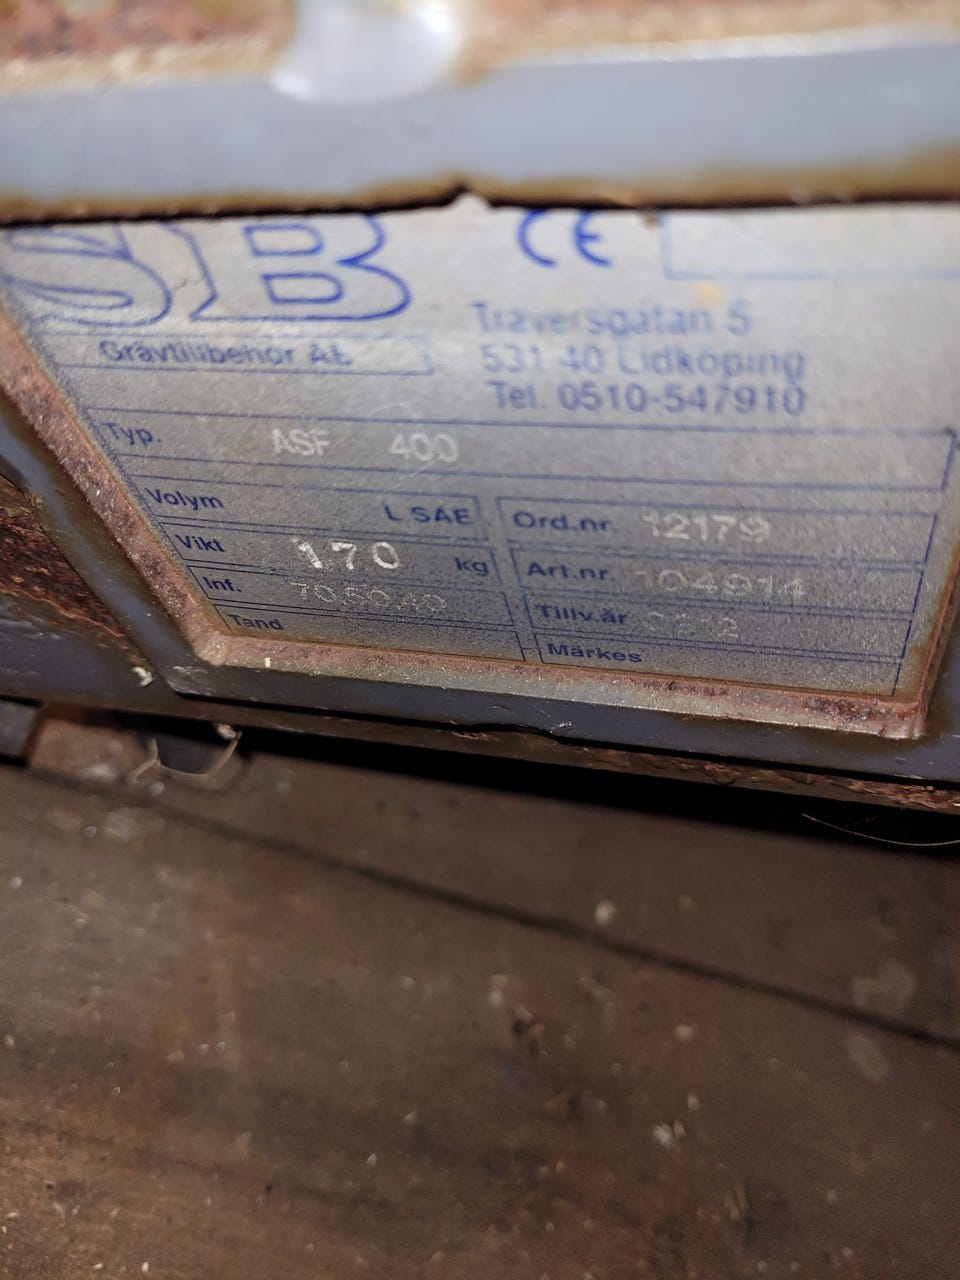 SB CE
Grävtillbehör AB
Traversgatan 5
531 40 Lidköping
Tel. 0510-547910
Typ. ASF 400
Volym L SAE
Vikt 170 kg
Inf.
Tand
Ord.nr. 12179
Art.nr. 104914
Tillv.år
Märkes